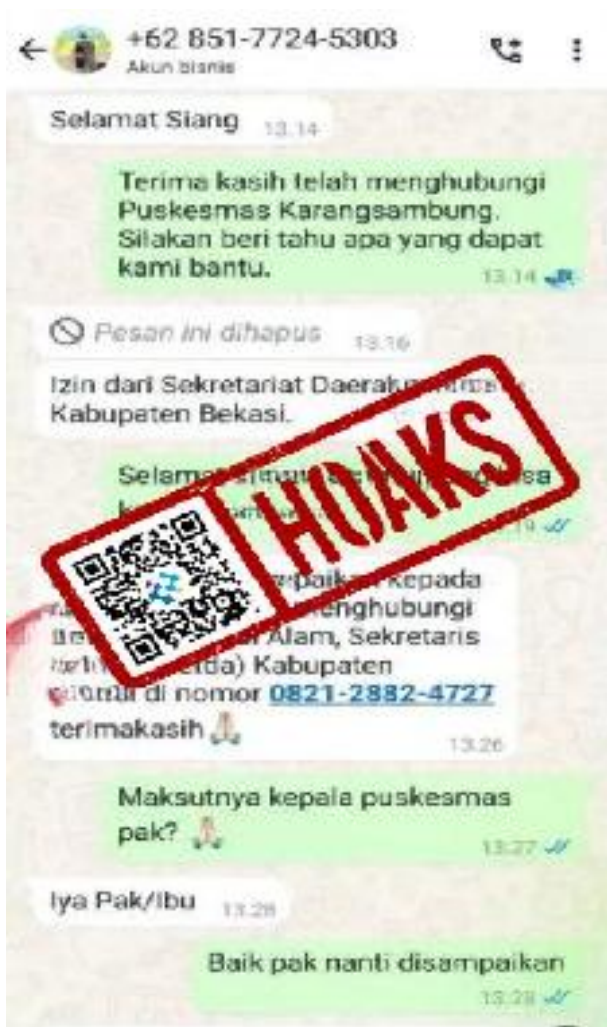 +62 851-7724-5303
Akun bisnis
Selamat Siang 13.14
Terima kasih telah menghubungi
Puskesmas Karangsambung.
Silakan beri tahu apa yang dapat
kami bantu.
13.14
Pesan ini dihapus 13.16
Izin dari Sekretariat Daerah
Kabupaten Bekasi.
HOAKS
kepada
menghubungi
Alam, Sekretaris
Kabupaten
di nomor 0821-2882-4727
terimakasih 🙏
13.26
Maksutnya kepala puskesmas
pak? 🙏
13.27
Iya Pak/Ibu 13.28
Baik pak nanti disampaikan
13.28